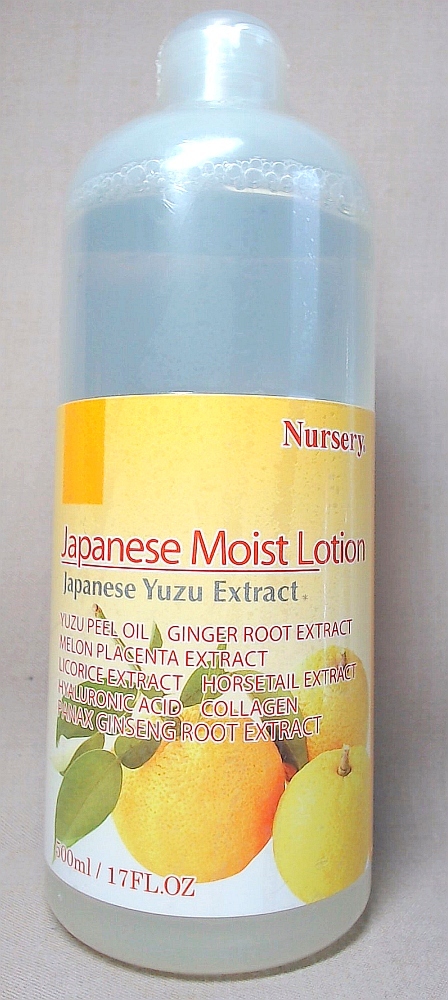 Nursery.
Japanese Moist Lotion
Japanese Yuzu Extract*
YUZU PEEL OIL GINGER ROOT EXTRACT
MELON PLACENTA EXTRACT
LICORICE EXTRACT HORSETAIL EXTRACT
HYALURONIC ACID COLLAGEN
PANAX GINSENG ROOT EXTRACT
500ml / 17FL.OZ